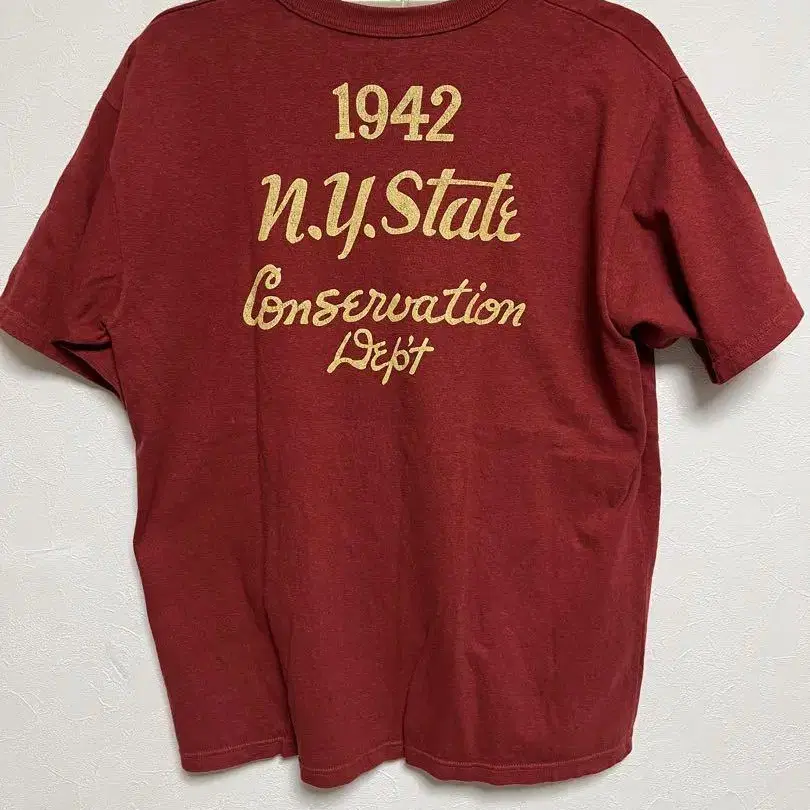 1942
N.Y. State
Conservation
Dep't